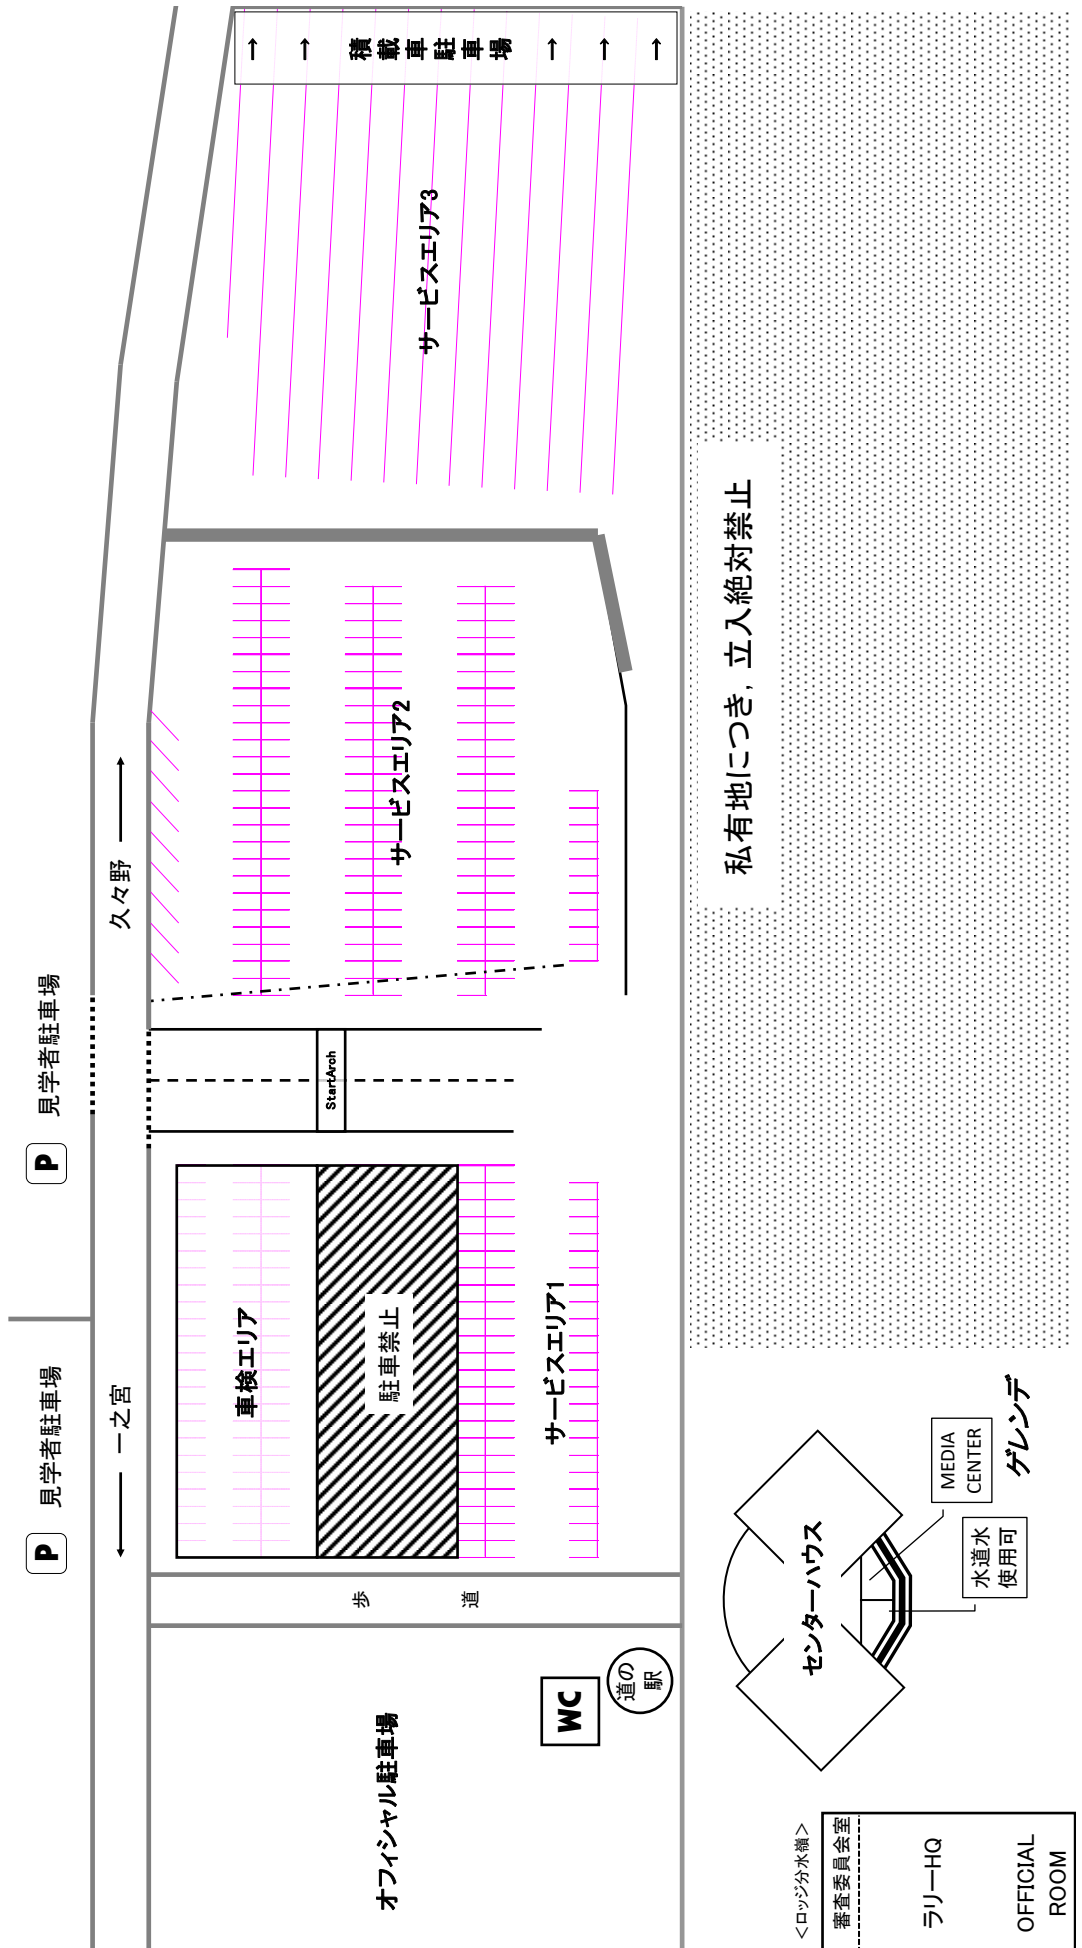 P 見学者駐車場
P 見学者駐車場
← 一之宮
久々野 →
オフィシャル駐車場
WC
道の
駅
歩 道
車検エリア
駐車禁止
サービスエリア1
StartArch
サービスエリア2
サービスエリア3
→ → 積載車駐車場 → → →
私有地につき, 立入絶対禁止
<ロッジ分水嶺>
審査委員会室
ラリーHQ
OFFICIAL
ROOM
センターハウス
MEDIA
CENTER
水道水
使用可
ゲレンデ